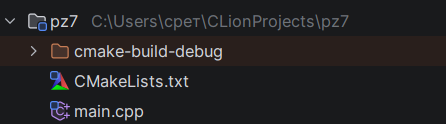 pz7 C:\Users\срет\CLionProjects\pz7
cmake-build-debug
CMakeLists.txt
main.cpp